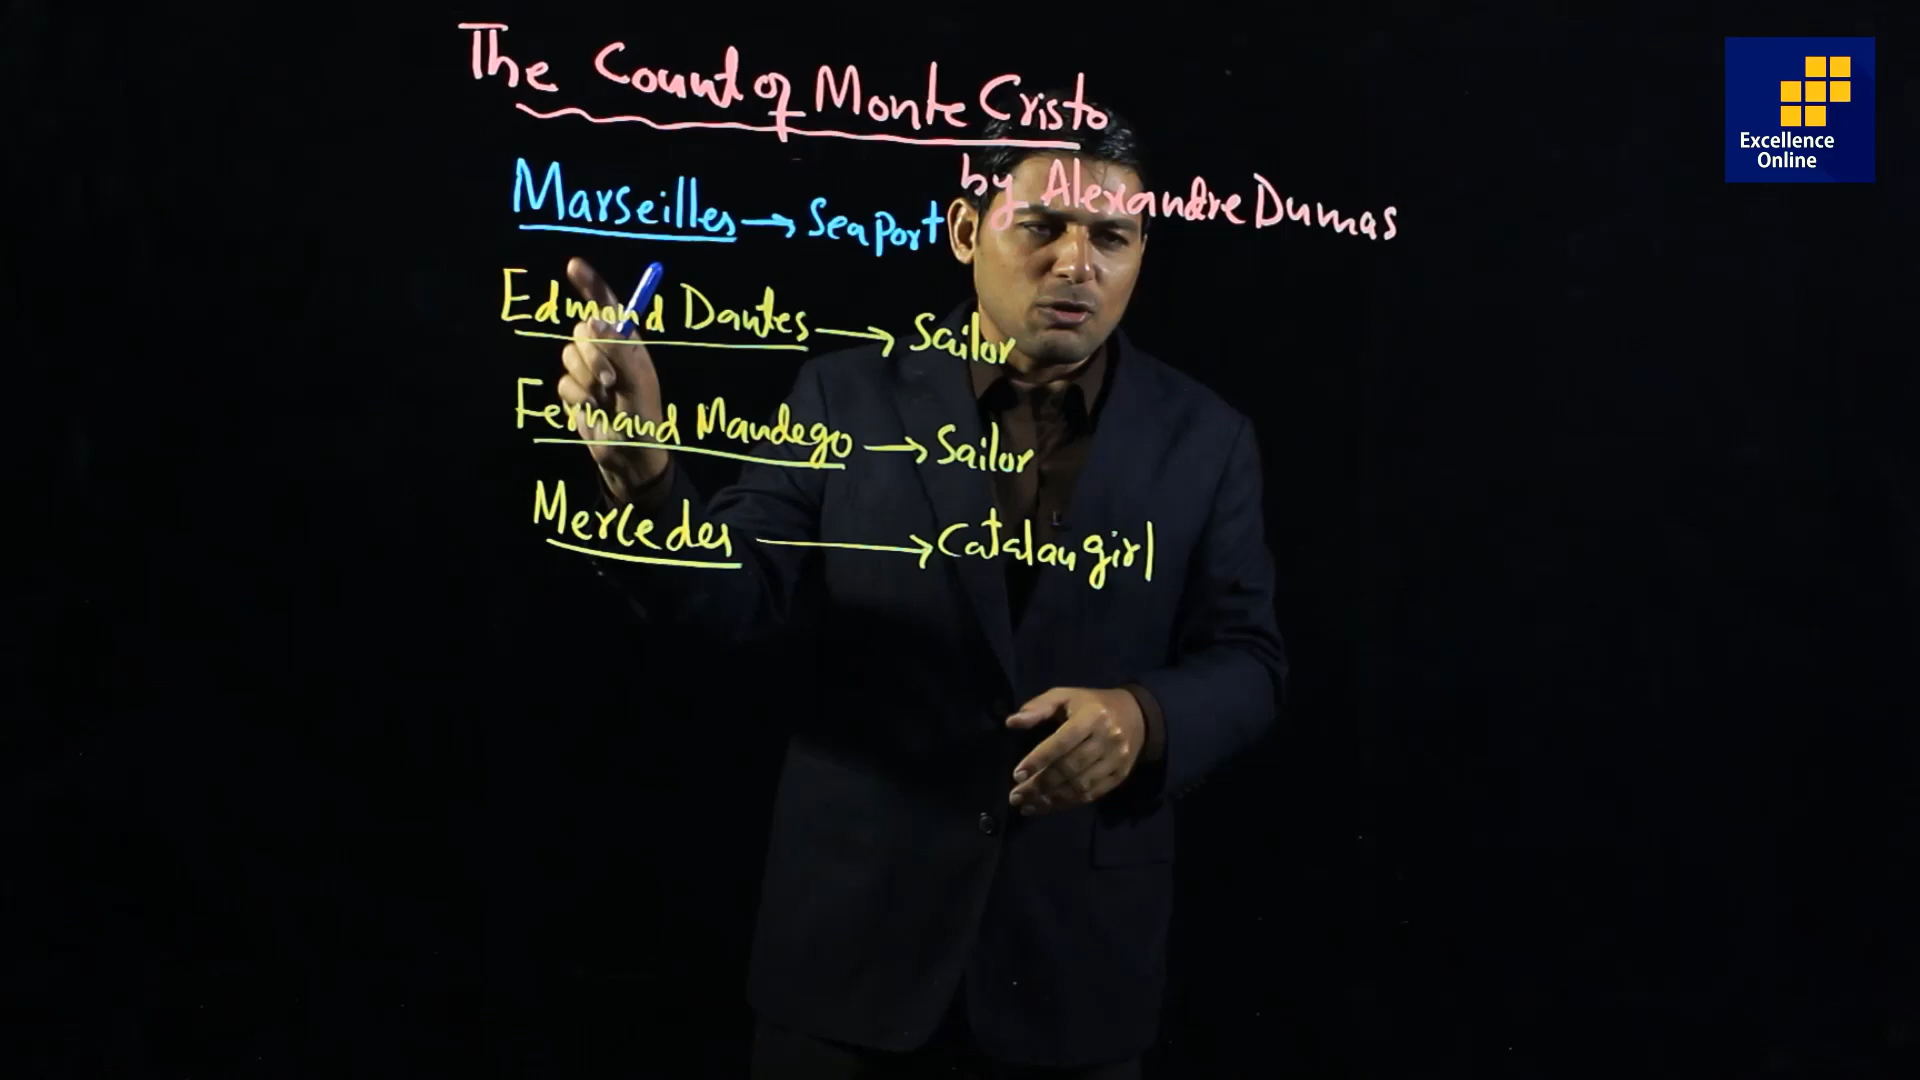 The Count of Monte Cristo
by Alexandre Dumas
Marseilles → Seaport
Edmond Dantes → Sailor
Fernand Mandego → Sailor
Mercedes → Catalan girl
Excellence
Online